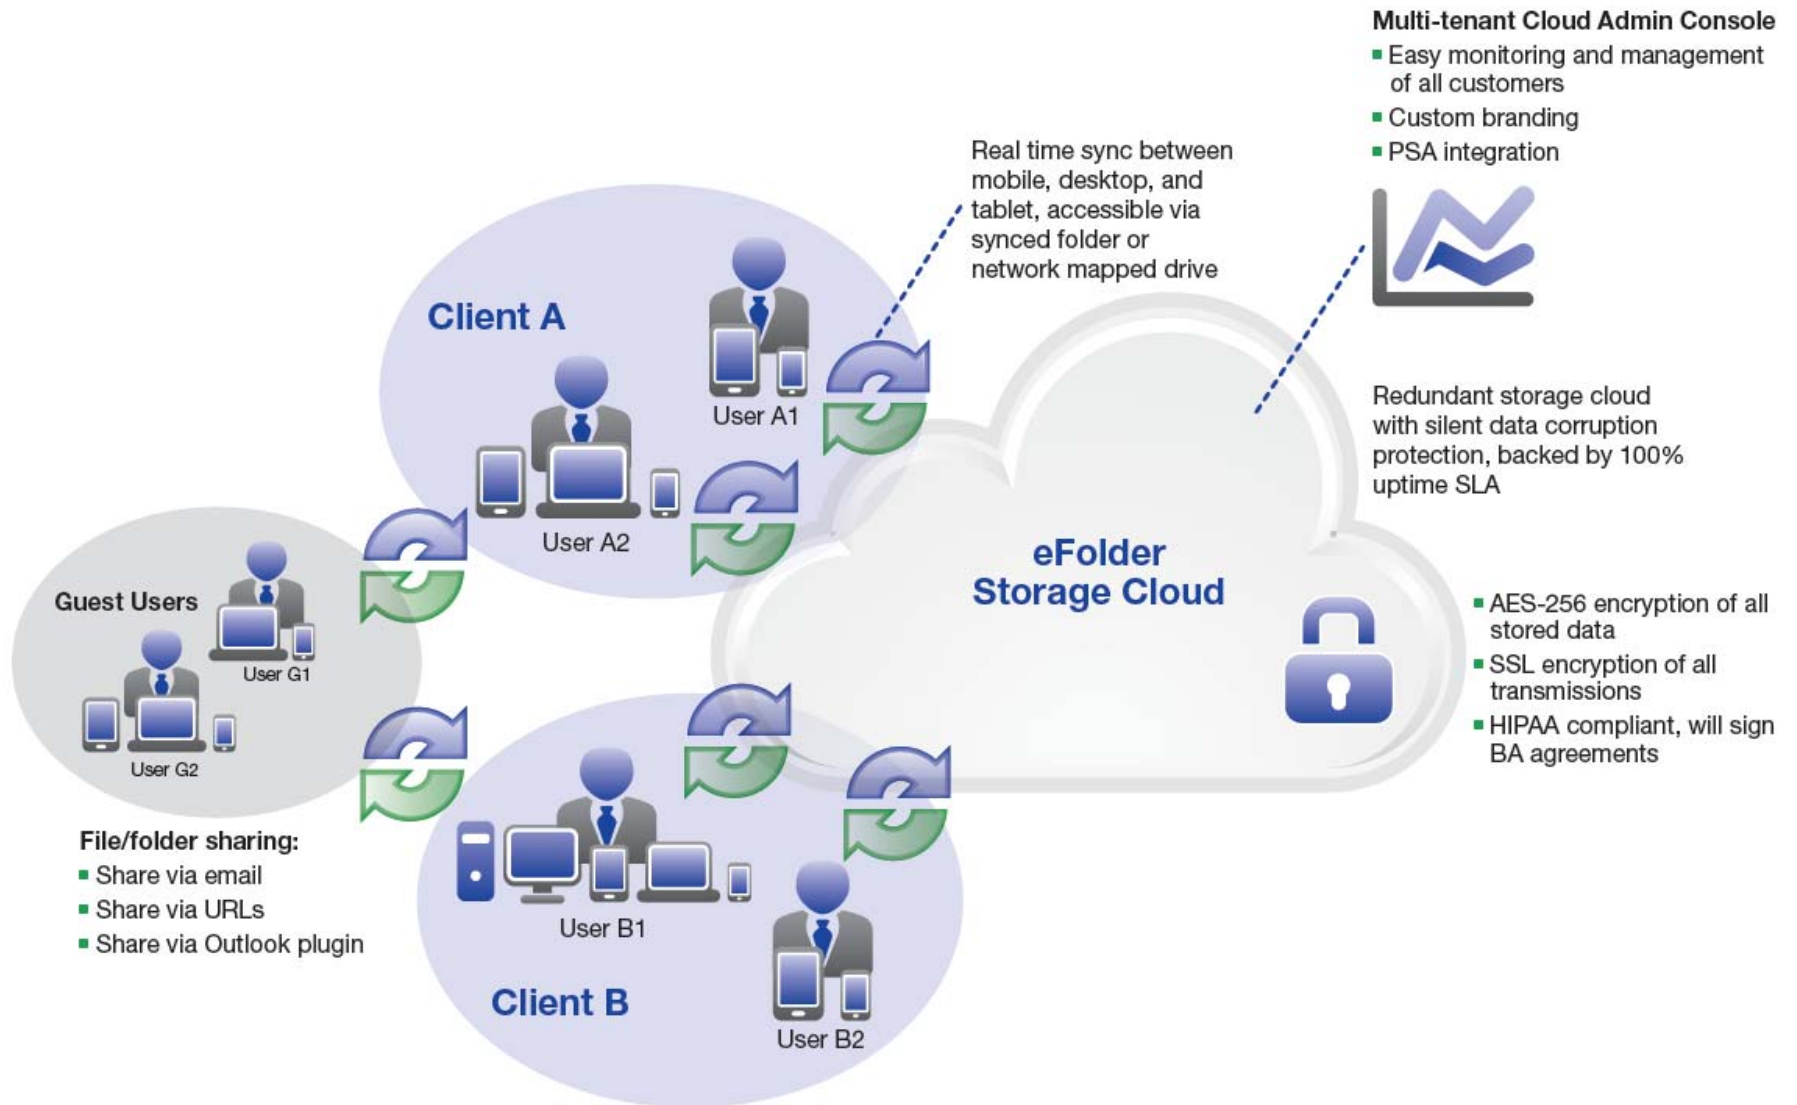 Multi-tenant Cloud Admin Console
Easy monitoring and management
of all customers
Custom branding
PSA integration
Real time sync between
mobile, desktop, and
tablet, accessible via
synced folder or
network mapped drive
Client A
User A1
User A2
Redundant storage cloud
with silent data corruption
protection, backed by 100%
uptime SLA
eFolder
Storage Cloud
Guest Users
User G1
User G2
AES-256 encryption of all
stored data
SSL encryption of all
transmissions
HIPAA compliant, will sign
BA agreements
File/folder sharing:
Share via email
Share via URLs
Share via Outlook plugin
User B1
Client B
User B2